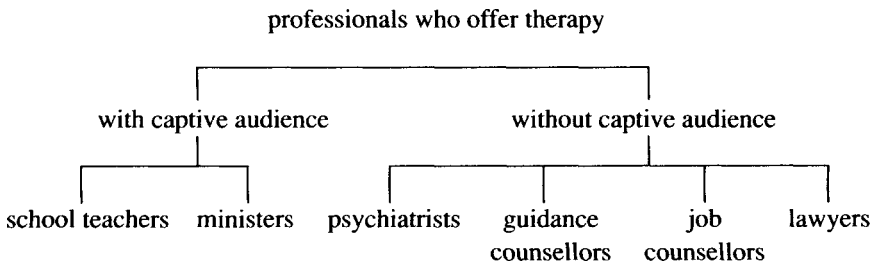 professionals who offer therapy
with captive audience without captive audience
school teachers ministers psychiatrists guidance job lawyers
counsellors counsellors